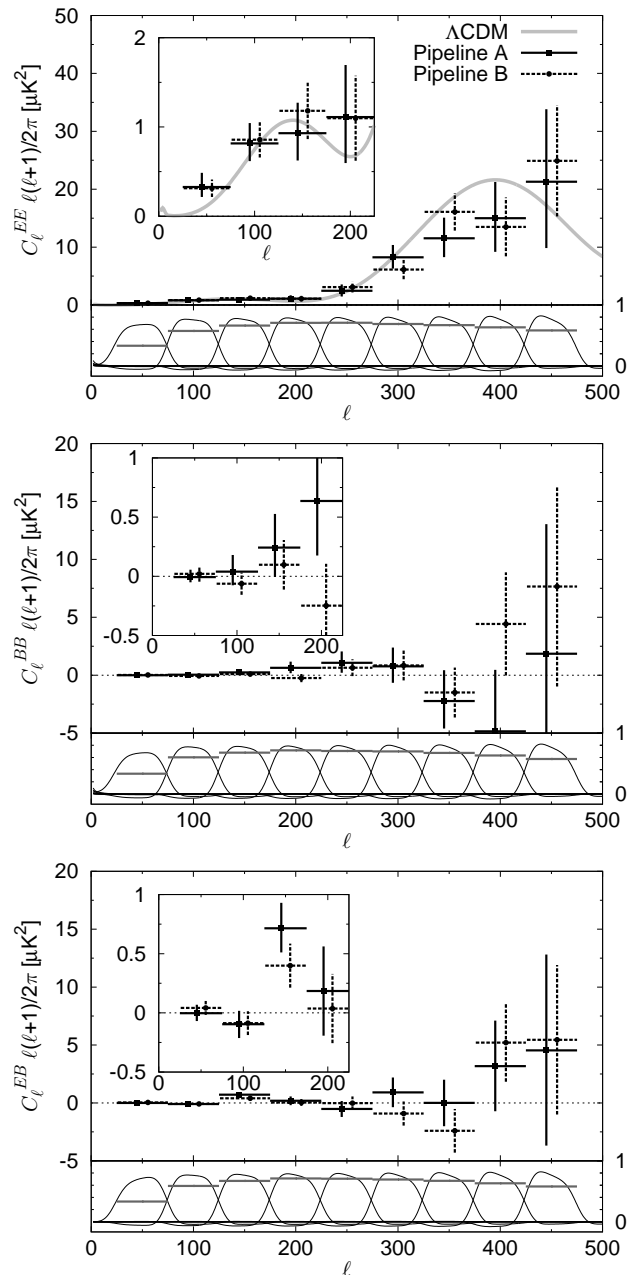 50
40
30
20
10
0
C_ℓ^EE ℓ(ℓ+1)/2π [μK²]
ΛCDM
Pipeline A
Pipeline B
2
1
0
0 100 200
ℓ
1
0
0 100 200 300 400 500
ℓ
20
15
10
5
0
-5
C_ℓ^BB ℓ(ℓ+1)/2π [μK²]
1
0.5
0
-0.5
0 100 200
1
0
0 100 200 300 400 500
ℓ
20
15
10
5
0
-5
C_ℓ^EB ℓ(ℓ+1)/2π [μK²]
1
0.5
0
-0.5
0 100 200
1
0
0 100 200 300 400 500
ℓ